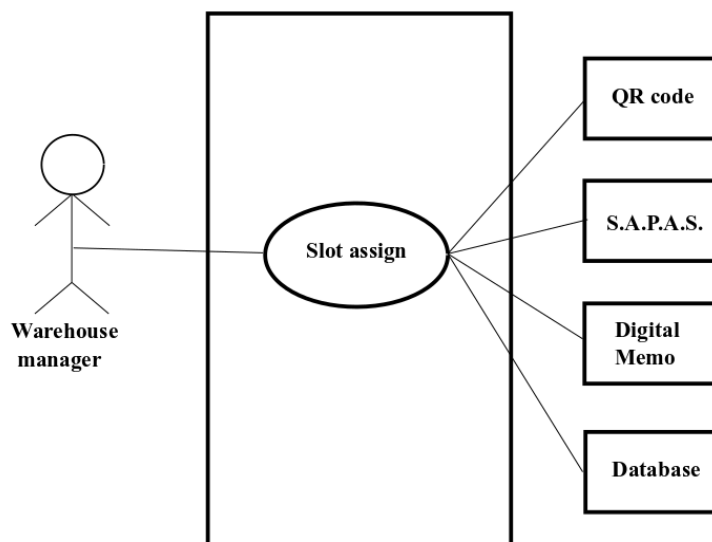 QR code
S.A.P.A.S.
Slot assign
Warehouse
manager
Digital
Memo
Database